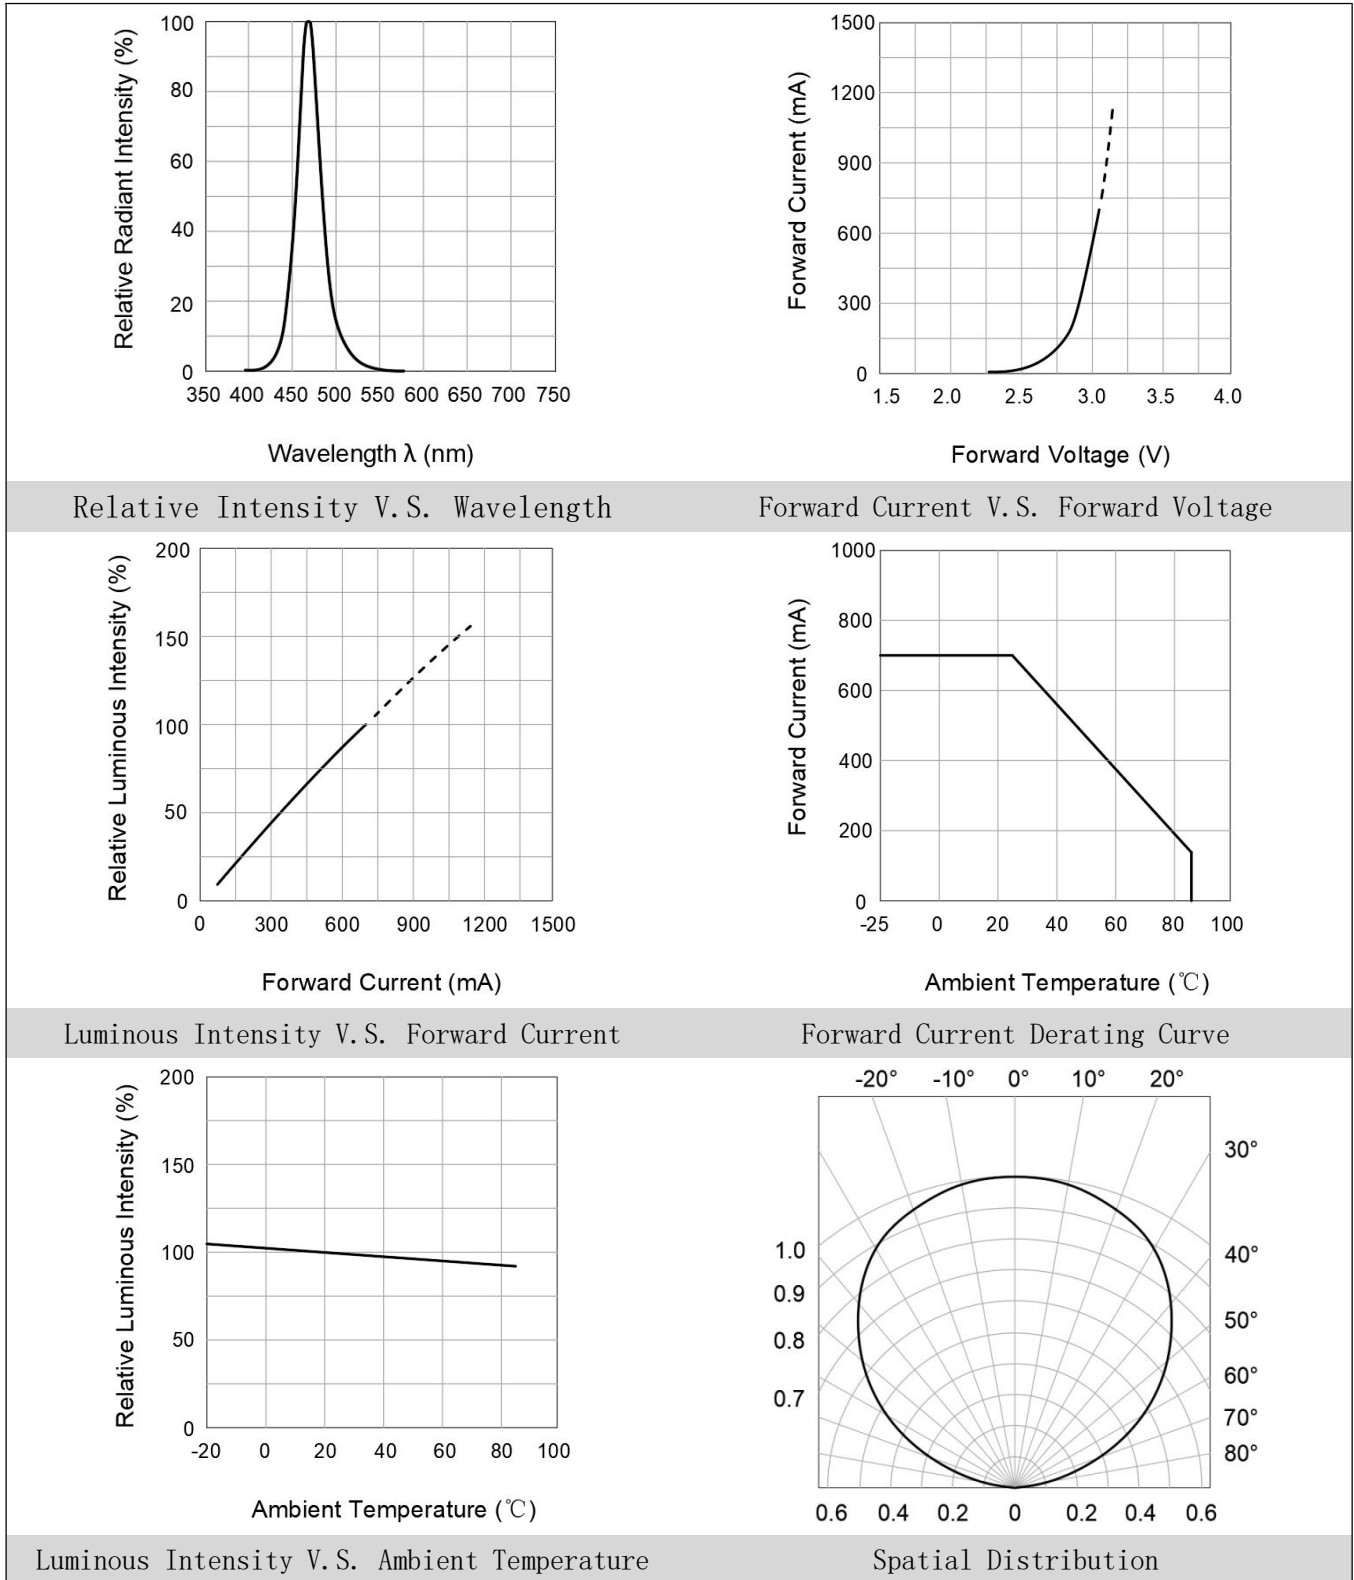 Relative Radiant Intensity (%)
100
80
60
40
20
0
350 400 450 500 550 600 650 700 750
Wavelength λ (nm)
Relative Intensity V.S. Wavelength
Forward Current (mA)
1500
1200
900
600
300
0
1.5 2.0 2.5 3.0 3.5 4.0
Forward Voltage (V)
Forward Current V.S. Forward Voltage
Relative Luminous Intensity (%)
200
150
100
50
0
0 300 600 900 1200 1500
Forward Current (mA)
Luminous Intensity V.S. Forward Current
Forward Current (mA)
1000
800
600
400
200
0
-25 0 20 40 60 80 100
Ambient Temperature (℃)
Forward Current Derating Curve
Relative Luminous Intensity (%)
200
150
100
50
0
-20 0 20 40 60 80 100
Ambient Temperature (℃)
Luminous Intensity V.S. Ambient Temperature
-20° -10° 0° 10° 20°
30°
40°
50°
60°
70°
80°
1.0
0.9
0.8
0.7
0.6 0.4 0.2 0 0.2 0.4 0.6
Spatial Distribution